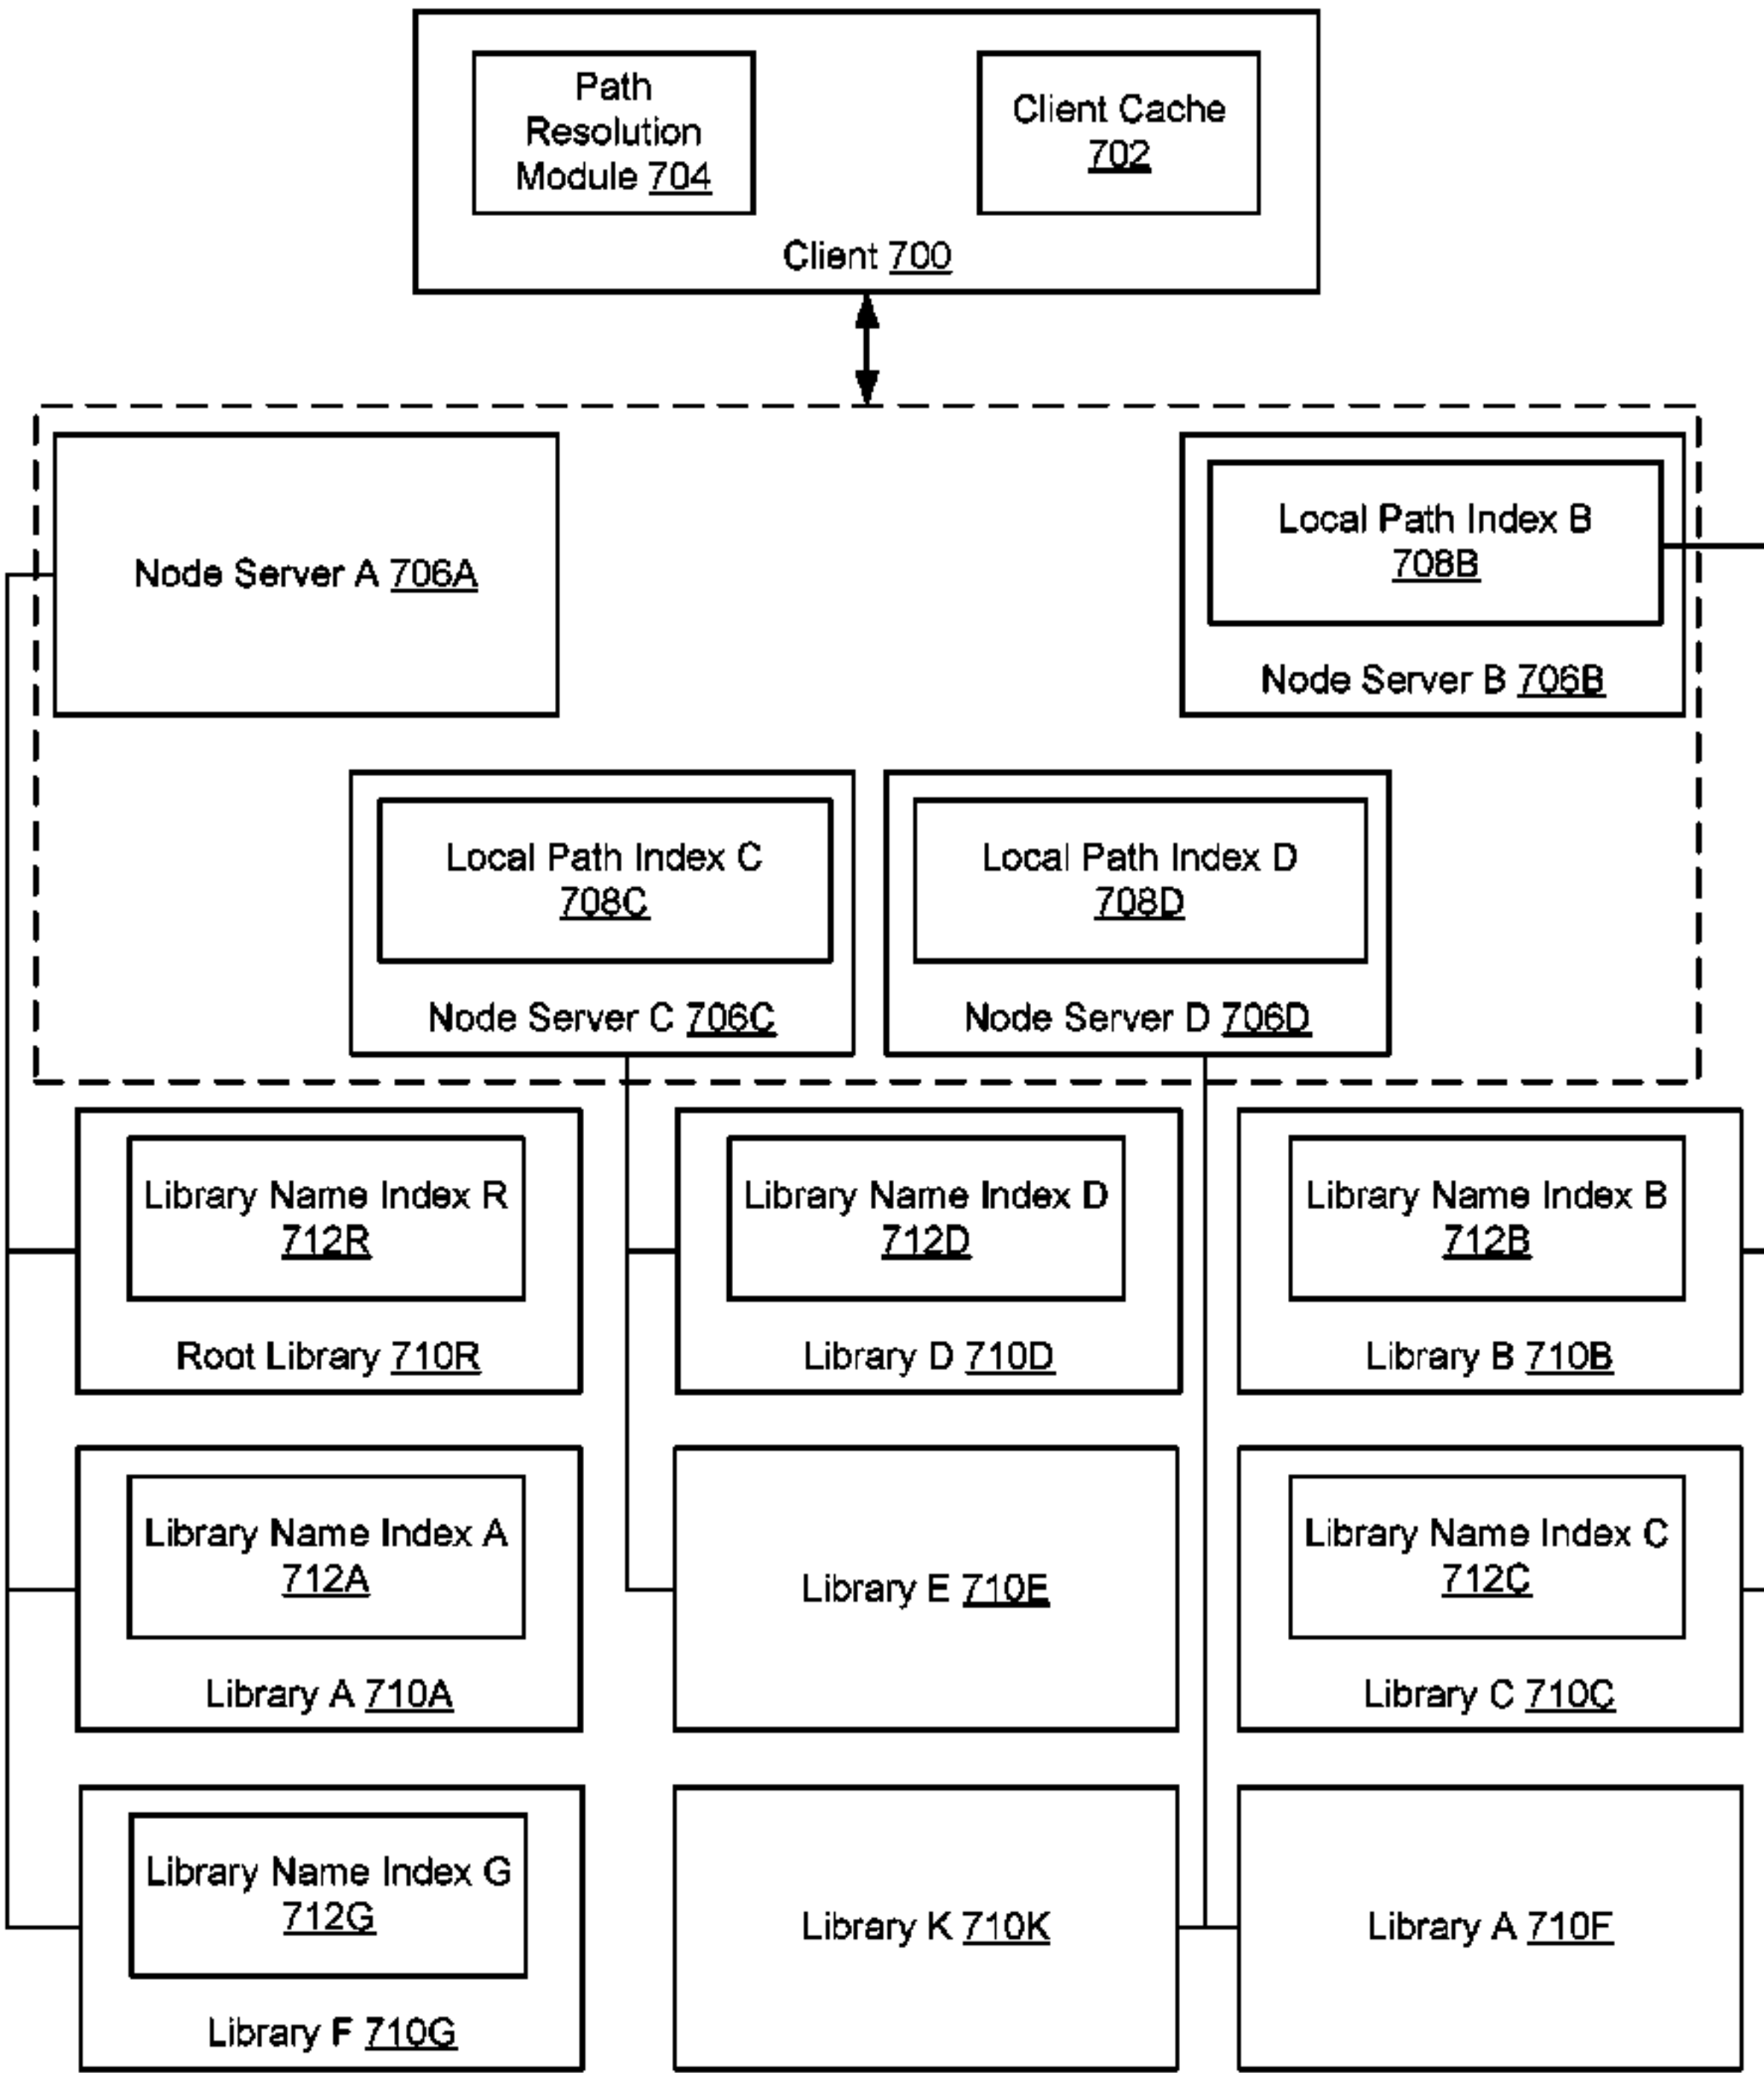 Path
Resolution
Module 704
Client Cache
702
Client 700
Node Server A 706A
Local Path Index B
708B
Node Server B 706B
Local Path Index C
708C
Node Server C 706C
Local Path Index D
708D
Node Server D 706D
Library Name Index R
712R
Root Library 710R
Library Name Index D
712D
Library D 710D
Library Name Index B
712B
Library B 710B
Library Name Index A
712A
Library A 710A
Library E 710E
Library Name Index C
712C
Library C 710C
Library Name Index G
712G
Library F 710G
Library K 710K
Library A 710F